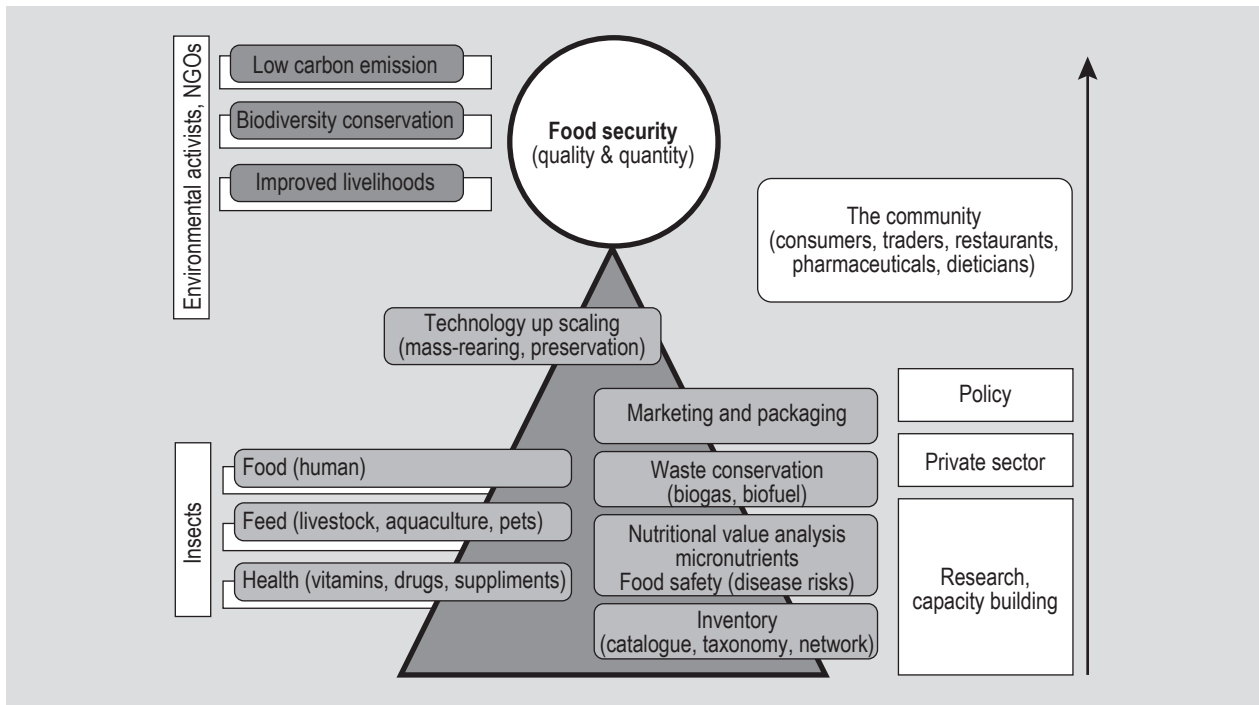 Environmental activists, NGOs
Low carbon emission
Biodiversity conservation
Improved livelihoods
Food security
(quality & quantity)
The community
(consumers, traders, restaurants,
pharmaceuticals, dieticians)
Technology up scaling
(mass-rearing, preservation)
Insects
Food (human)
Feed (livestock, aquaculture, pets)
Health (vitamins, drugs, suppliments)
Marketing and packaging
Waste conservation
(biogas, biofuel)
Nutritional value analysis
micronutrients
Food safety (disease risks)
Inventory
(catalogue, taxonomy, network)
Policy
Private sector
Research,
capacity building